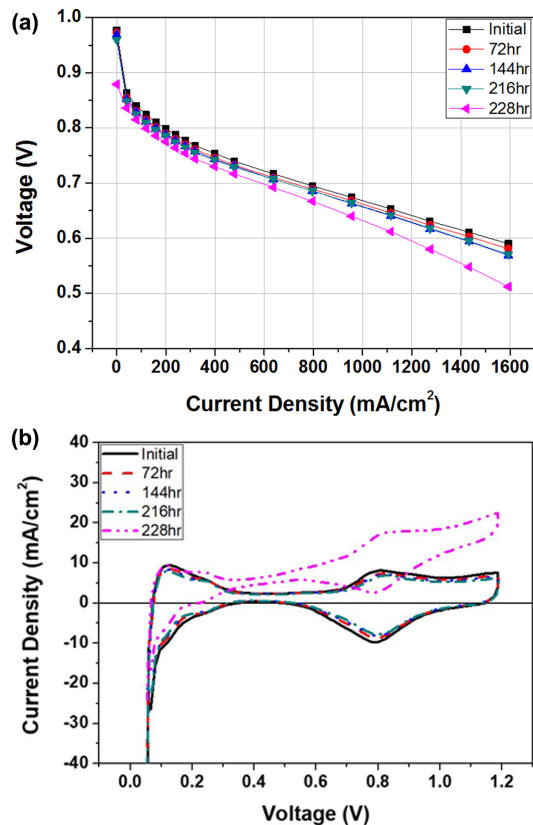 (a)
1.0
0.9
0.8
0.7
0.6
0.5
0.4
Voltage (V)
Initial
72hr
144hr
216hr
228hr
0 200 400 600 800 1000 1200 1400 1600
Current Density (mA/cm²)
(b)
40
30
20
10
0
-10
-20
-30
-40
Current Density (mA/cm²)
Initial
72hr
144hr
216hr
228hr
0.0 0.2 0.4 0.6 0.8 1.0 1.2
Voltage (V)